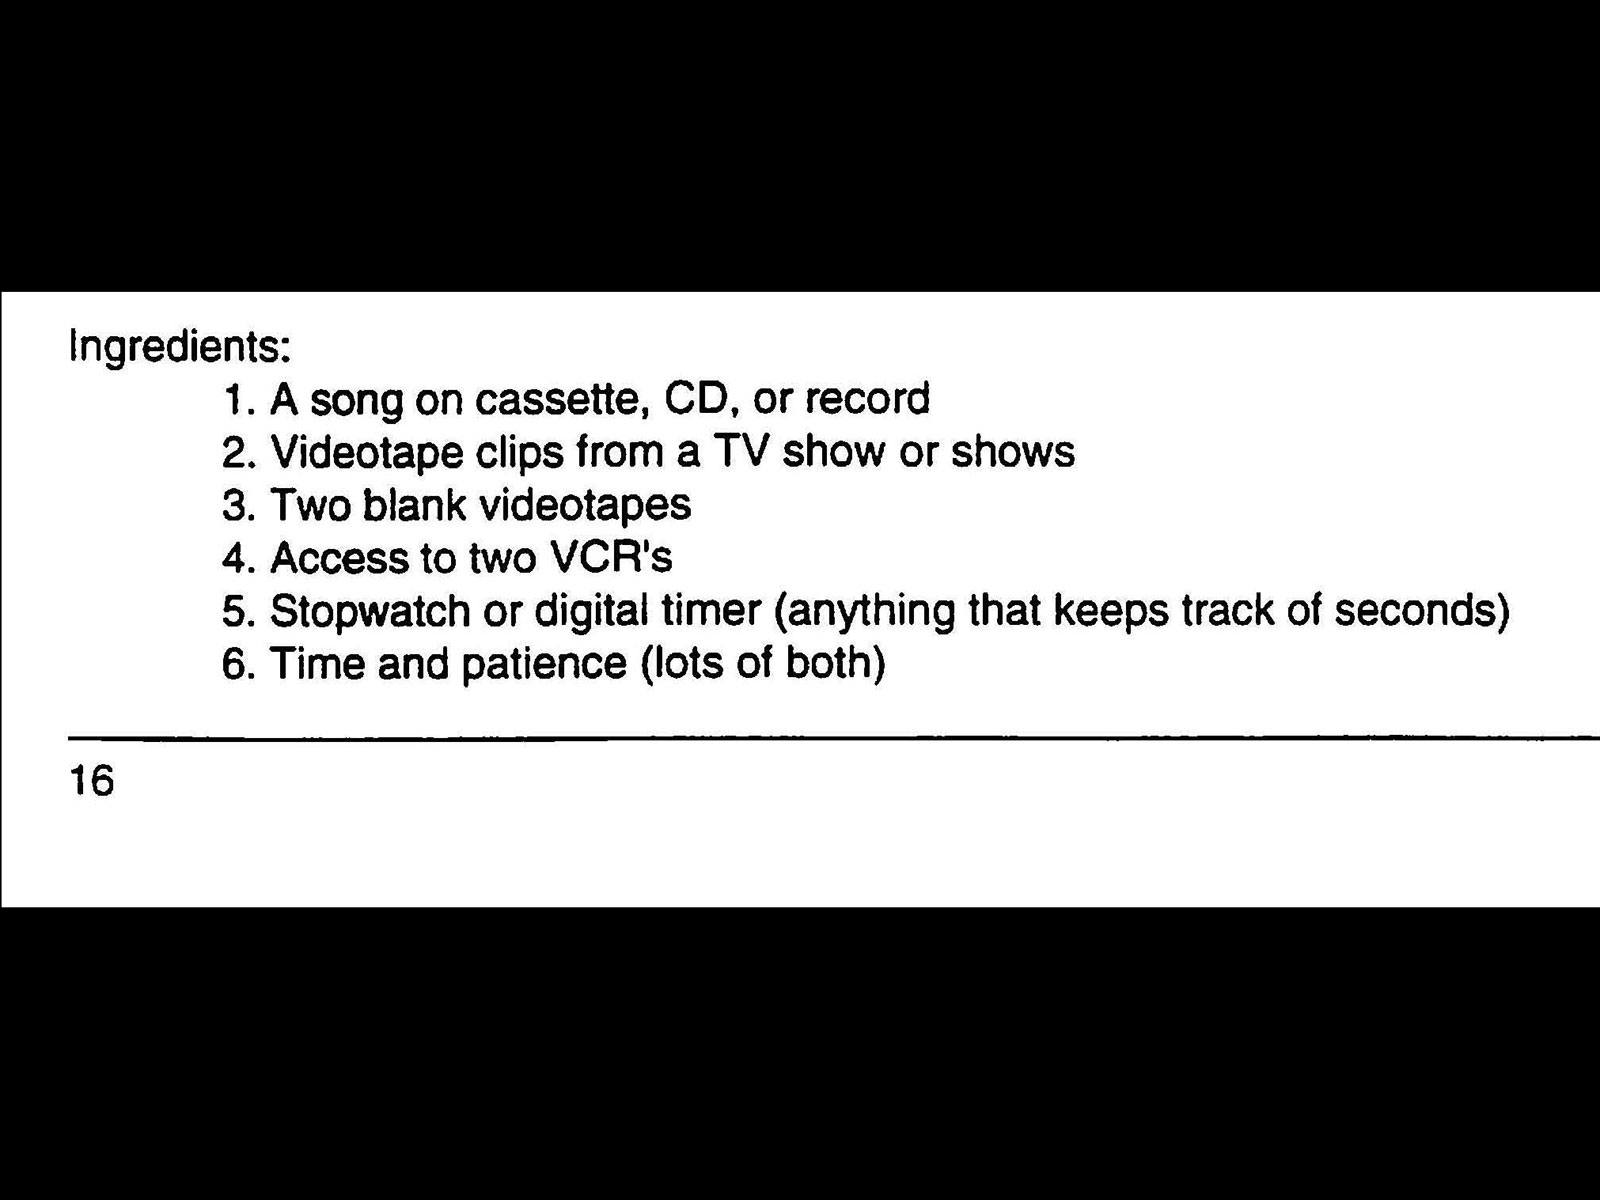 Ingredients:
1. A song on cassette, CD, or record
2. Videotape clips from a TV show or shows
3. Two blank videotapes
4. Access to two VCR's
5. Stopwatch or digital timer (anything that keeps track of seconds)
6. Time and patience (lots of both)
16